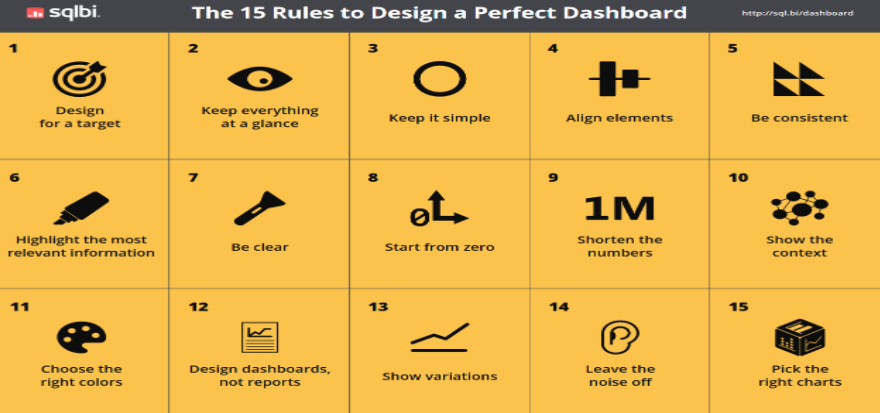 sqlbi.
The 15 Rules to Design a Perfect Dashboard
http://sql.bi/dashboard
1
Design
for a target
2
Keep everything
at a glance
3
Keep it simple
4
Align elements
5
Be consistent
6
Highlight the most
relevant information
7
Be clear
8
0
Start from zero
9
1M
Shorten the
numbers
10
Show the
context
11
Choose the
right colors
12
Design dashboards,
not reports
13
Show variations
14
Leave the
noise off
15
Pick the
right charts